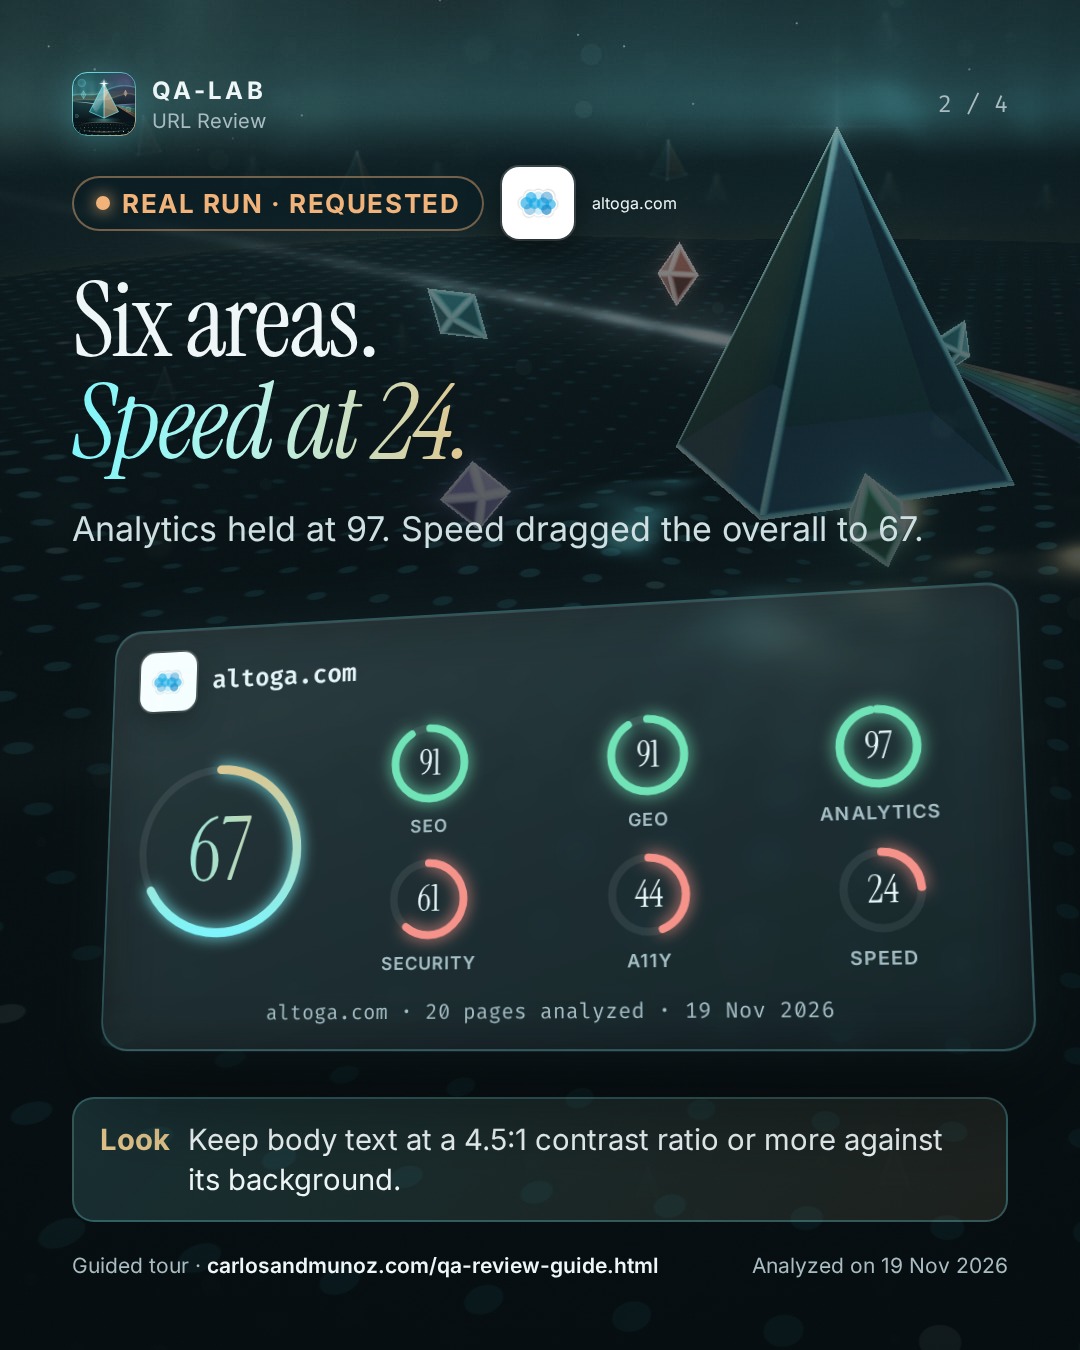 QA-LAB
URL Review
2 / 4
REAL RUN · REQUESTED
altoga.com
Six areas.
Speed at 24.
Analytics held at 97. Speed dragged the overall to 67.
altoga.com
67
91
SEO
91
GEO
97
ANALYTICS
61
SECURITY
44
A11Y
24
SPEED
altoga.com · 20 pages analyzed · 19 Nov 2026
Look Keep body text at a 4.5:1 contrast ratio or more against
its background.
Guided tour · carlosandmunoz.com/qa-review-guide.html
Analyzed on 19 Nov 2026